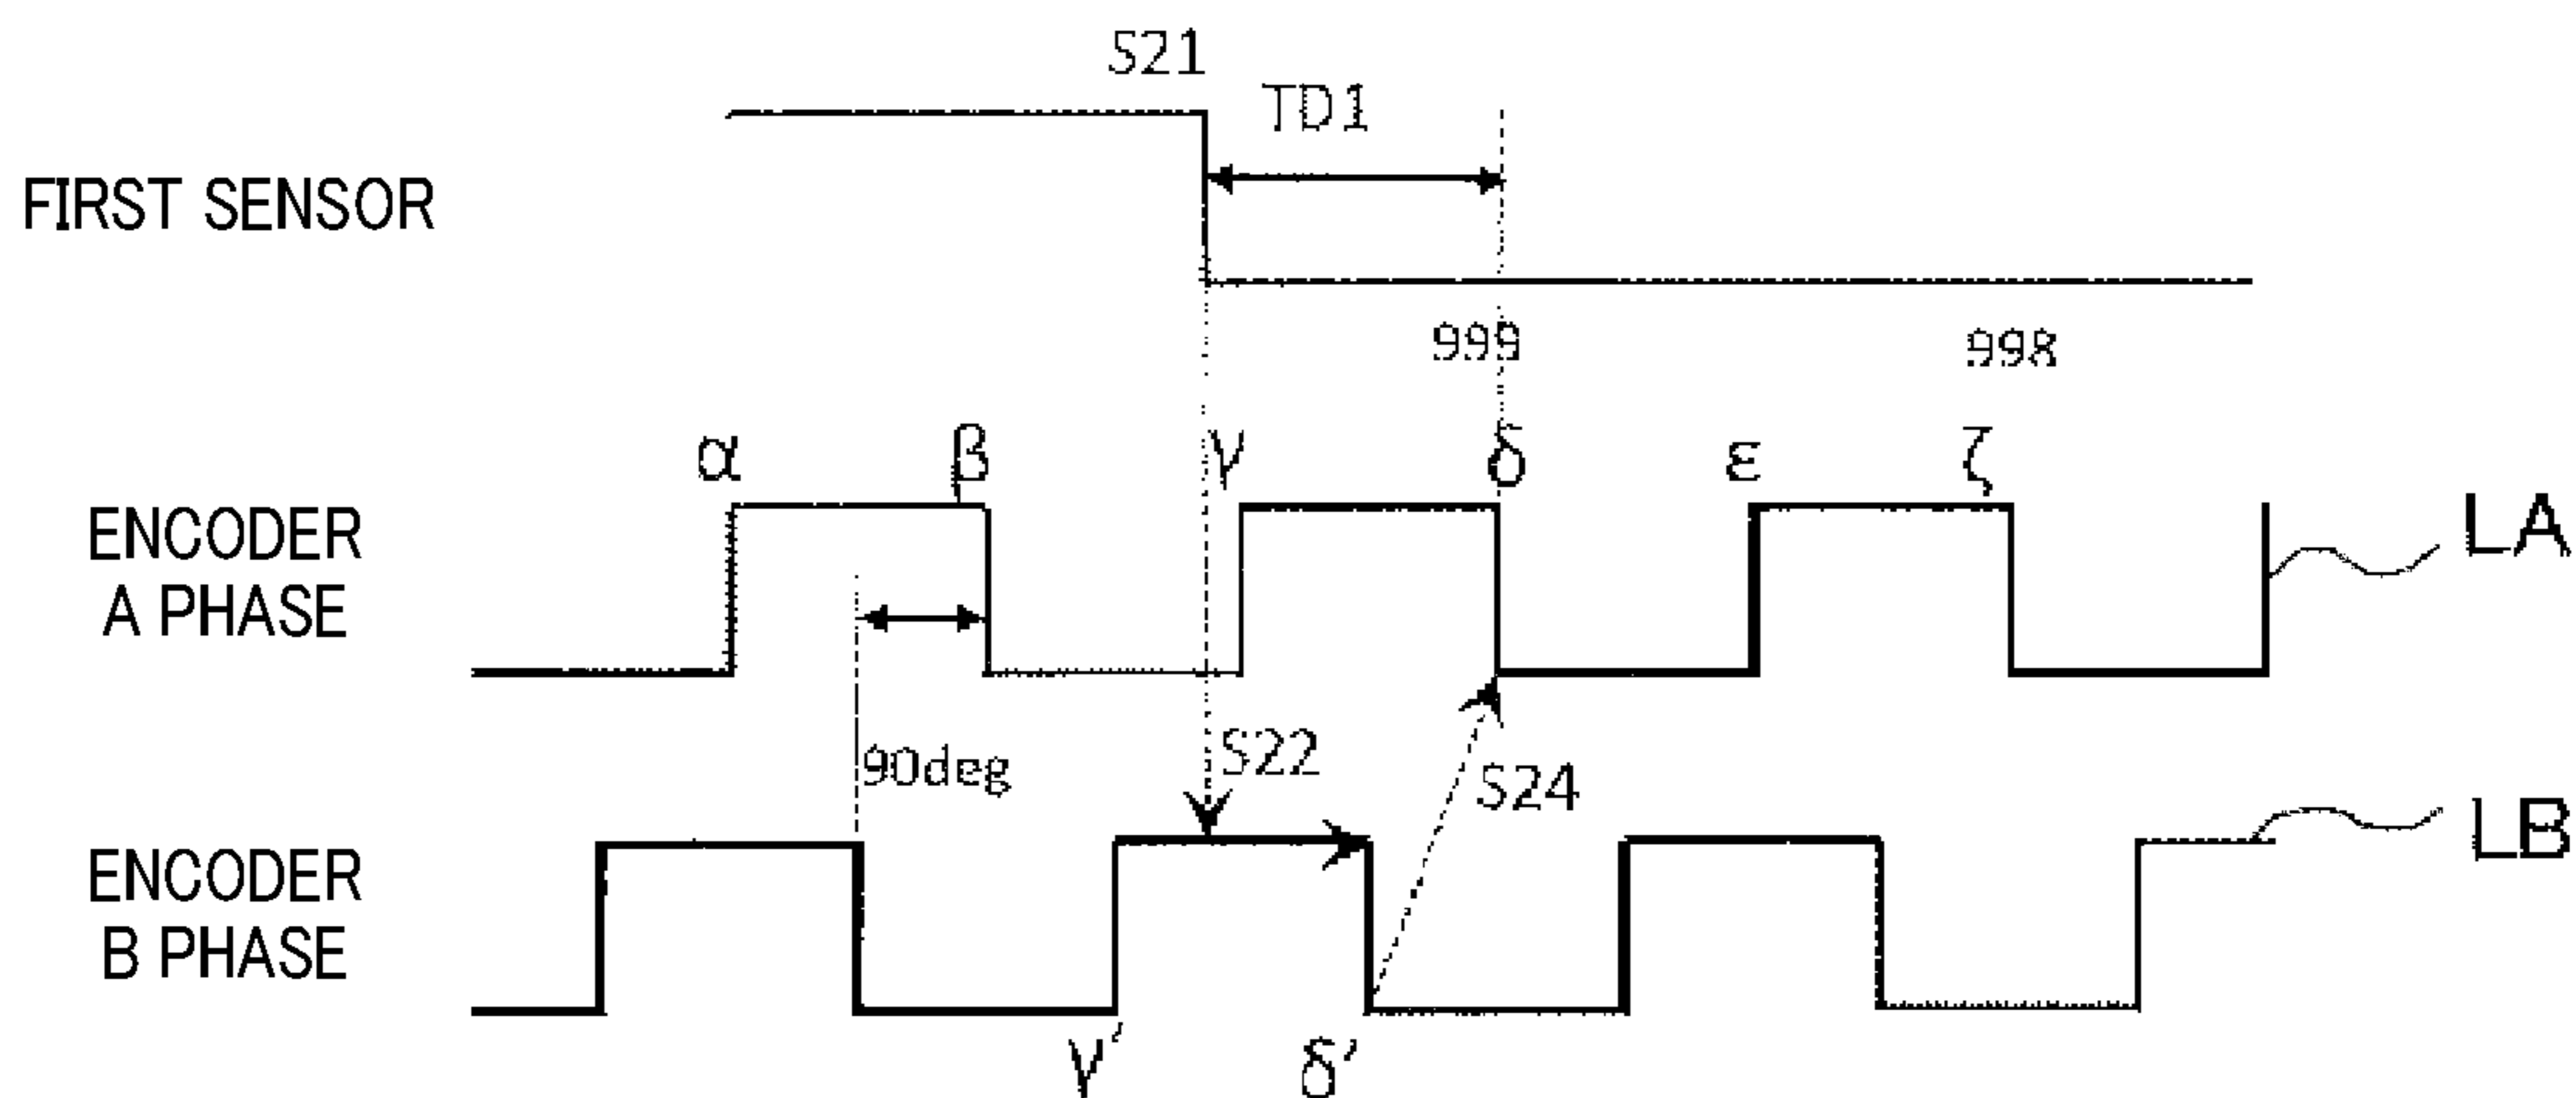 S21
TD1
FIRST SENSOR
999
998
α β γ δ ε ζ
ENCODER
A PHASE
LA
90deg
S22
S24
ENCODER
B PHASE
LB
γ′ δ′